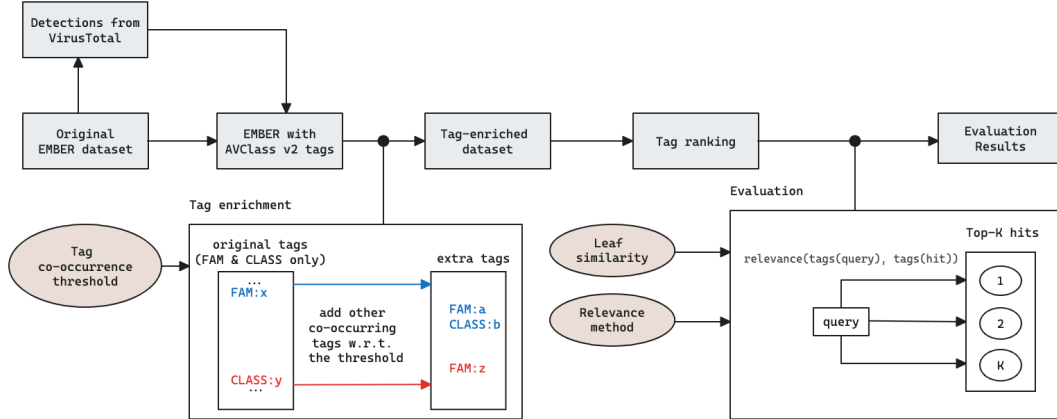 Detections from
VirusTotal
Original
EMBER dataset
EMBER with
AVClass v2 tags
Tag-enriched
dataset
Tag ranking
Evaluation
Results
Tag enrichment
Evaluation
Tag
co-occurrence
threshold
original tags
(FAM & CLASS only)
extra tags
...
FAM:x
CLASS:y
...
add other
co-occurring
tags w.r.t.
the threshold
FAM:a
CLASS:b
FAM:z
Leaf
similarity
Relevance
method
Top-K hits
relevance(tags(query), tags(hit))
query
1
2
K